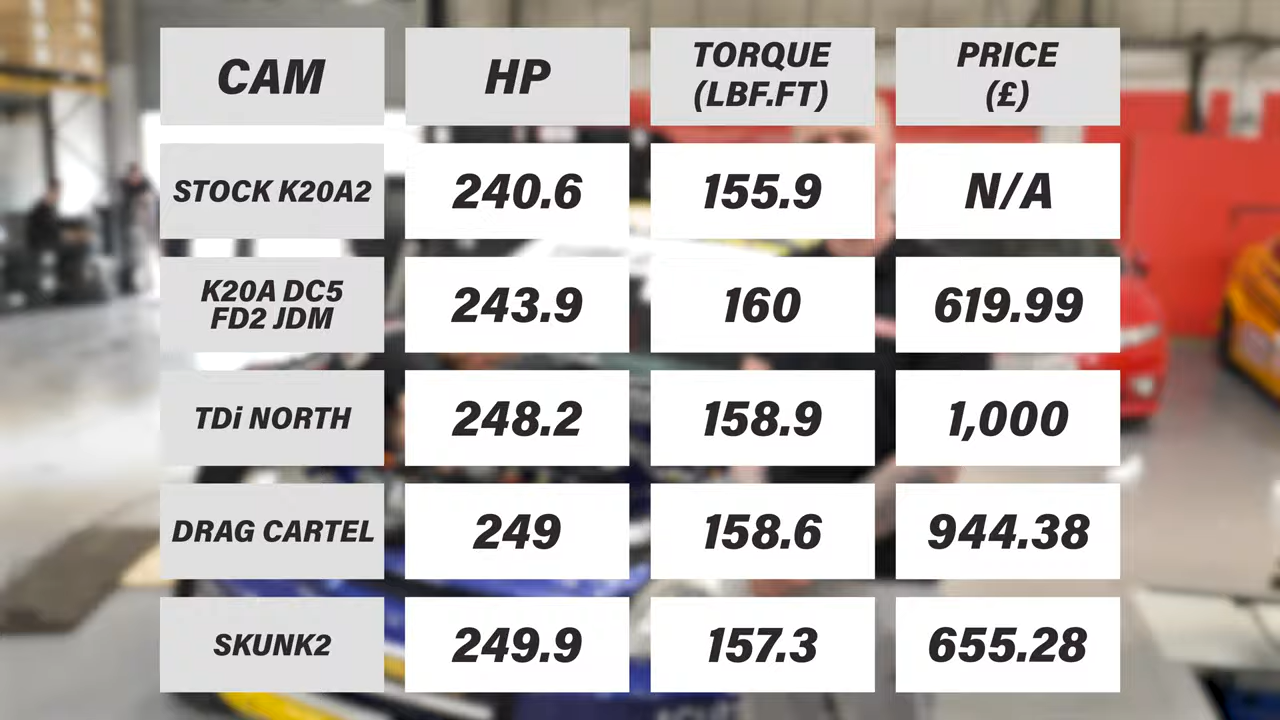 CAM HP TORQUE (LBF.FT) PRICE (£)
STOCK K20A2 240.6 155.9 N/A
K20A DC5 FD2 JDM 243.9 160 619.99
TDi NORTH 248.2 158.9 1,000
DRAG CARTEL 249 158.6 944.38
SKUNK2 249.9 157.3 655.28